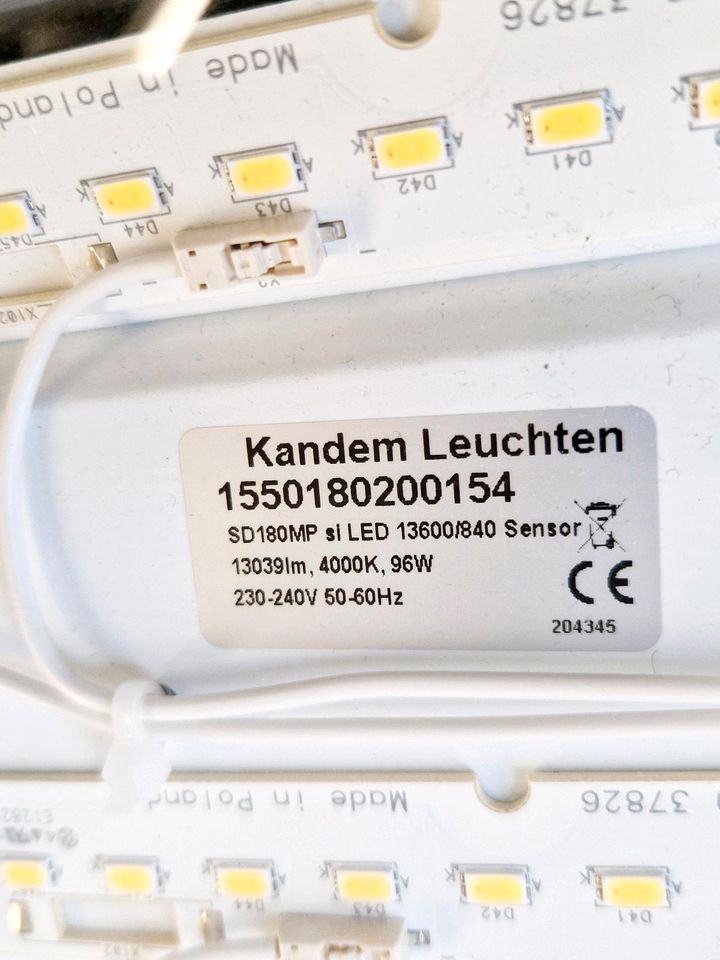 37826
Made in Poland
D41
D42
D43
D44
D45
Kandem Leuchten
1550180200154
SD180MP si LED 13600/840 Sensor
13039lm, 4000K, 96W
230-240V 50-60Hz
CE
204345
37826
Made in Poland
D41
D42
D43
D44
X102